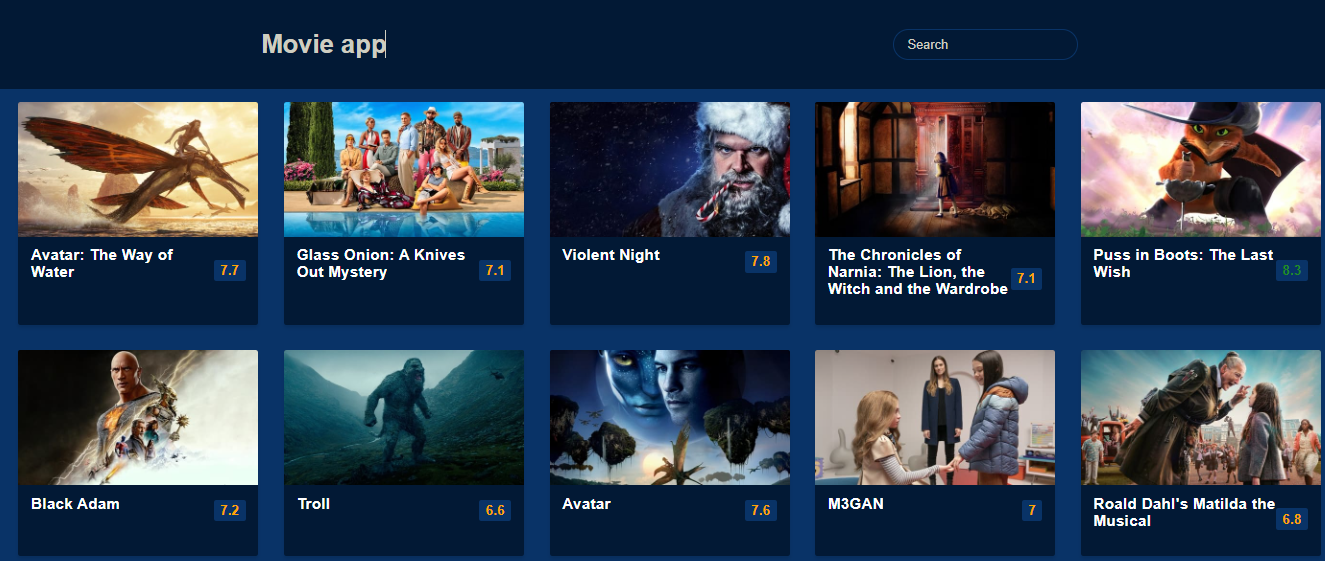 Movie app
Search
Avatar: The Way of
Water
7.7
Glass Onion: A Knives
Out Mystery
7.1
Violent Night
7.8
The Chronicles of
Narnia: The Lion, the
Witch and the Wardrobe
7.1
Puss in Boots: The Last
Wish
8.3
Black Adam
7.2
Troll
6.6
Avatar
7.6
M3GAN
7
Roald Dahl's Matilda the
Musical
6.8